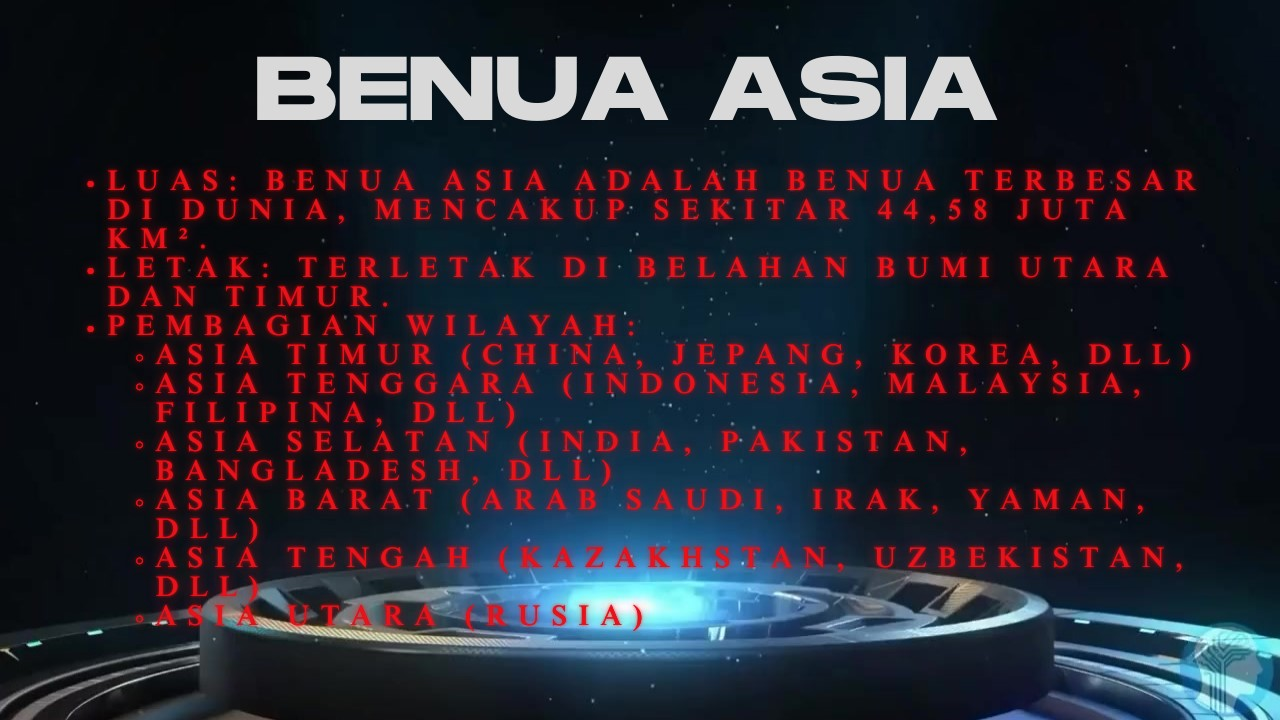 BENUA ASIA
• LUAS: BENUA ASIA ADALAH BENUA TERBESAR
DI DUNIA, MENCAKUP SEKITAR 44,58 JUTA
KM².
• LETAK: TERLETAK DI BELAHAN BUMI UTARA
DAN TIMUR.
• PEMBAGIAN WILAYAH:
◦ ASIA TIMUR (CHINA, JEPANG, KOREA, DLL)
◦ ASIA TENGGARA (INDONESIA, MALAYSIA,
FILIPINA, DLL)
◦ ASIA SELATAN (INDIA, PAKISTAN,
BANGLADESH, DLL)
◦ ASIA BARAT (ARAB SAUDI, IRAK, YAMAN,
DLL)
◦ ASIA TENGAH (KAZAKHSTAN, UZBEKISTAN,
DLL)
◦ ASIA UTARA (RUSIA)